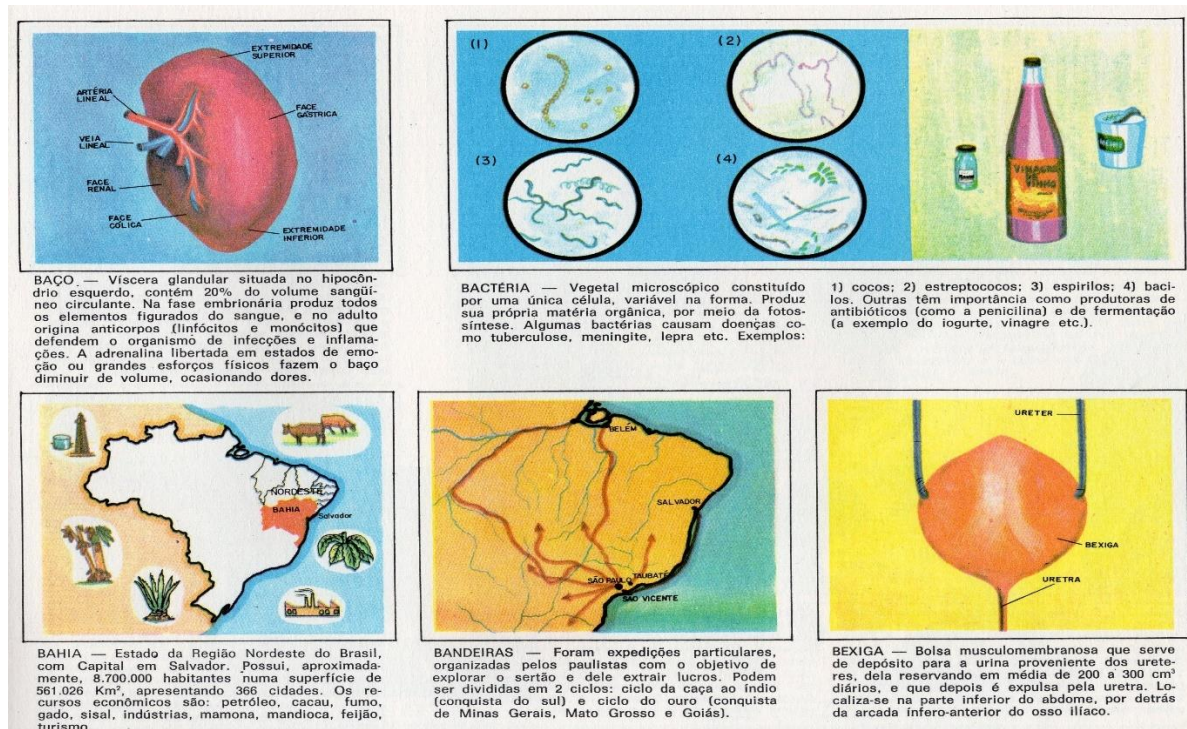 EXTREMIDADE
SUPERIOR
ARTÉRIA
LINEAL
FACE
GÁSTRICA
VEIA
LINEAL
FACE
RENAL
FACE
CÓLICA
EXTREMIDADE
INFERIOR
BAÇO — Víscera glandular situada no hipocôn-
drio esquerdo, contém 20% do volume sangüí-
neo circulante. Na fase embrionária produz todos
os elementos figurados do sangue, e no adulto
origina anticorpos (linfócitos e monócitos) que
defendem o organismo de infecções e inflama-
ções. A adrenalina libertada em estados de emo-
ção ou grandes esforços físicos fazem o baço
diminuir de volume, ocasionando dores.
(1)
(2)
(3)
(4)
VINAGRE
DE
VINHO
BACTÉRIA — Vegetal microscópico constituído
por uma única célula, variável na forma. Produz
sua própria matéria orgânica, por meio da fotos-
síntese. Algumas bactérias causam doenças co-
mo tuberculose, meningite, lepra etc. Exemplos:
1) cocos; 2) estreptococos; 3) espirilos; 4) baci-
los. Outras têm importância como produtoras de
antibióticos (como a penicilina) e de fermentação
(a exemplo do iogurte, vinagre etc.).
NORDESTE
BAHIA
Salvador
BAHIA — Estado da Região Nordeste do Brasil,
com Capital em Salvador. Possui, aproximada-
mente, 8.700.000 habitantes numa superfície de
561.026 Km², apresentando 366 cidades. Os re-
cursos econômicos são: petróleo, cacau, fumo,
gado, sisal, indústrias, mamona, mandioca, feijão,
turismo
BELÉM
SALVADOR
SÃO PAULO
TAUBATÉ
SÃO VICENTE
BANDEIRAS — Foram expedições particulares,
organizadas pelos paulistas com o objetivo de
explorar o sertão e dele extrair lucros. Podem
ser divididas em 2 ciclos: ciclo da caça ao índio
(conquista do sul) e ciclo do ouro (conquista
de Minas Gerais, Mato Grosso e Goiás).
URETER
BEXIGA
URETRA
BEXIGA — Bolsa musculomembranosa que serve
de depósito para a urina proveniente dos urete-
res, dela reservando em média de 200 a 300 cm³
diários, e que depois é expulsa pela uretra. Lo-
caliza-se na parte inferior do abdome, por detrás
da arcada ínfero-anterior do osso ilíaco.